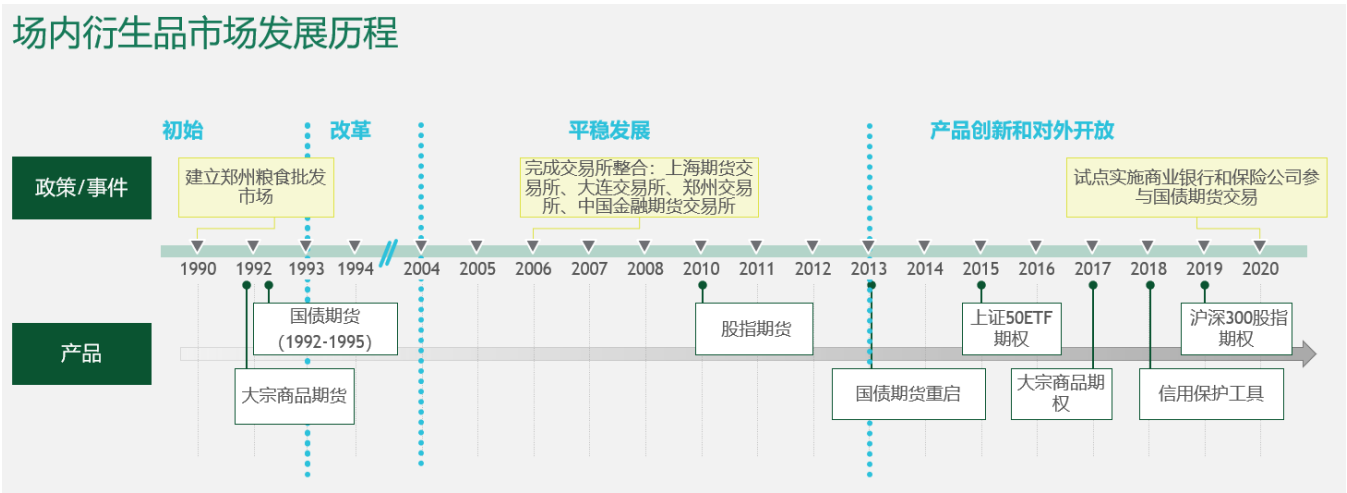 场内衍生品市场发展历程
初始
改革
平稳发展
产品创新和对外开放
政策/事件
建立郑州粮食批发
市场
完成交易所整合：上海期货交
易所、大连交易所、郑州交易
所、中国金融期货交易所
试点实施商业银行和保险公司参
与国债期货交易
1990 1992 1993 1994 2004 2005 2006 2007 2008 2010 2011 2012 2013 2014 2015 2016 2017 2018 2019 2020
产品
国债期货
（1992-1995）
大宗商品期货
股指期货
国债期货重启
上证50ETF
期权
大宗商品期
权
信用保护工具
沪深300股指
期权